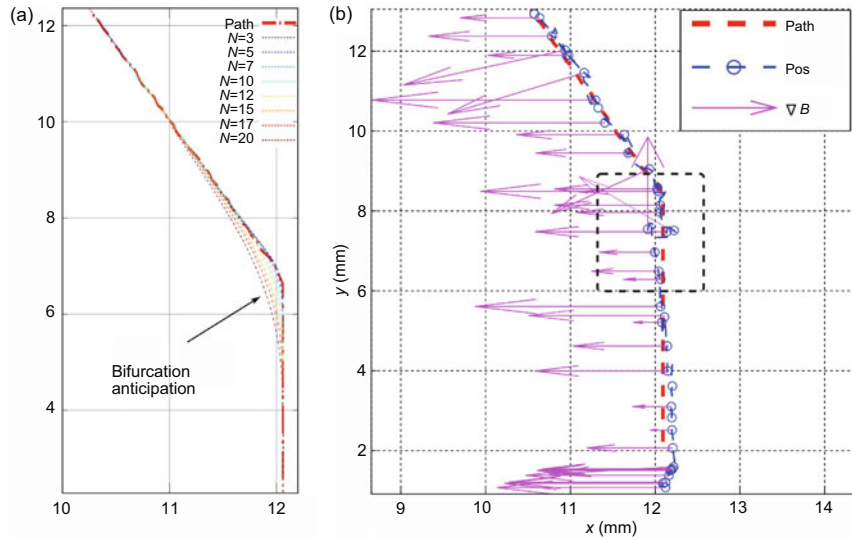 (a)
Path
N=3
N=5
N=7
N=10
N=12
N=15
N=17
N=20
12
10
8
6
4
Bifurcation
anticipation
10
11
12
(b)
Path
Pos
∇ B
y (mm)
12
10
8
6
4
2
9
10
11
12
13
14
x (mm)